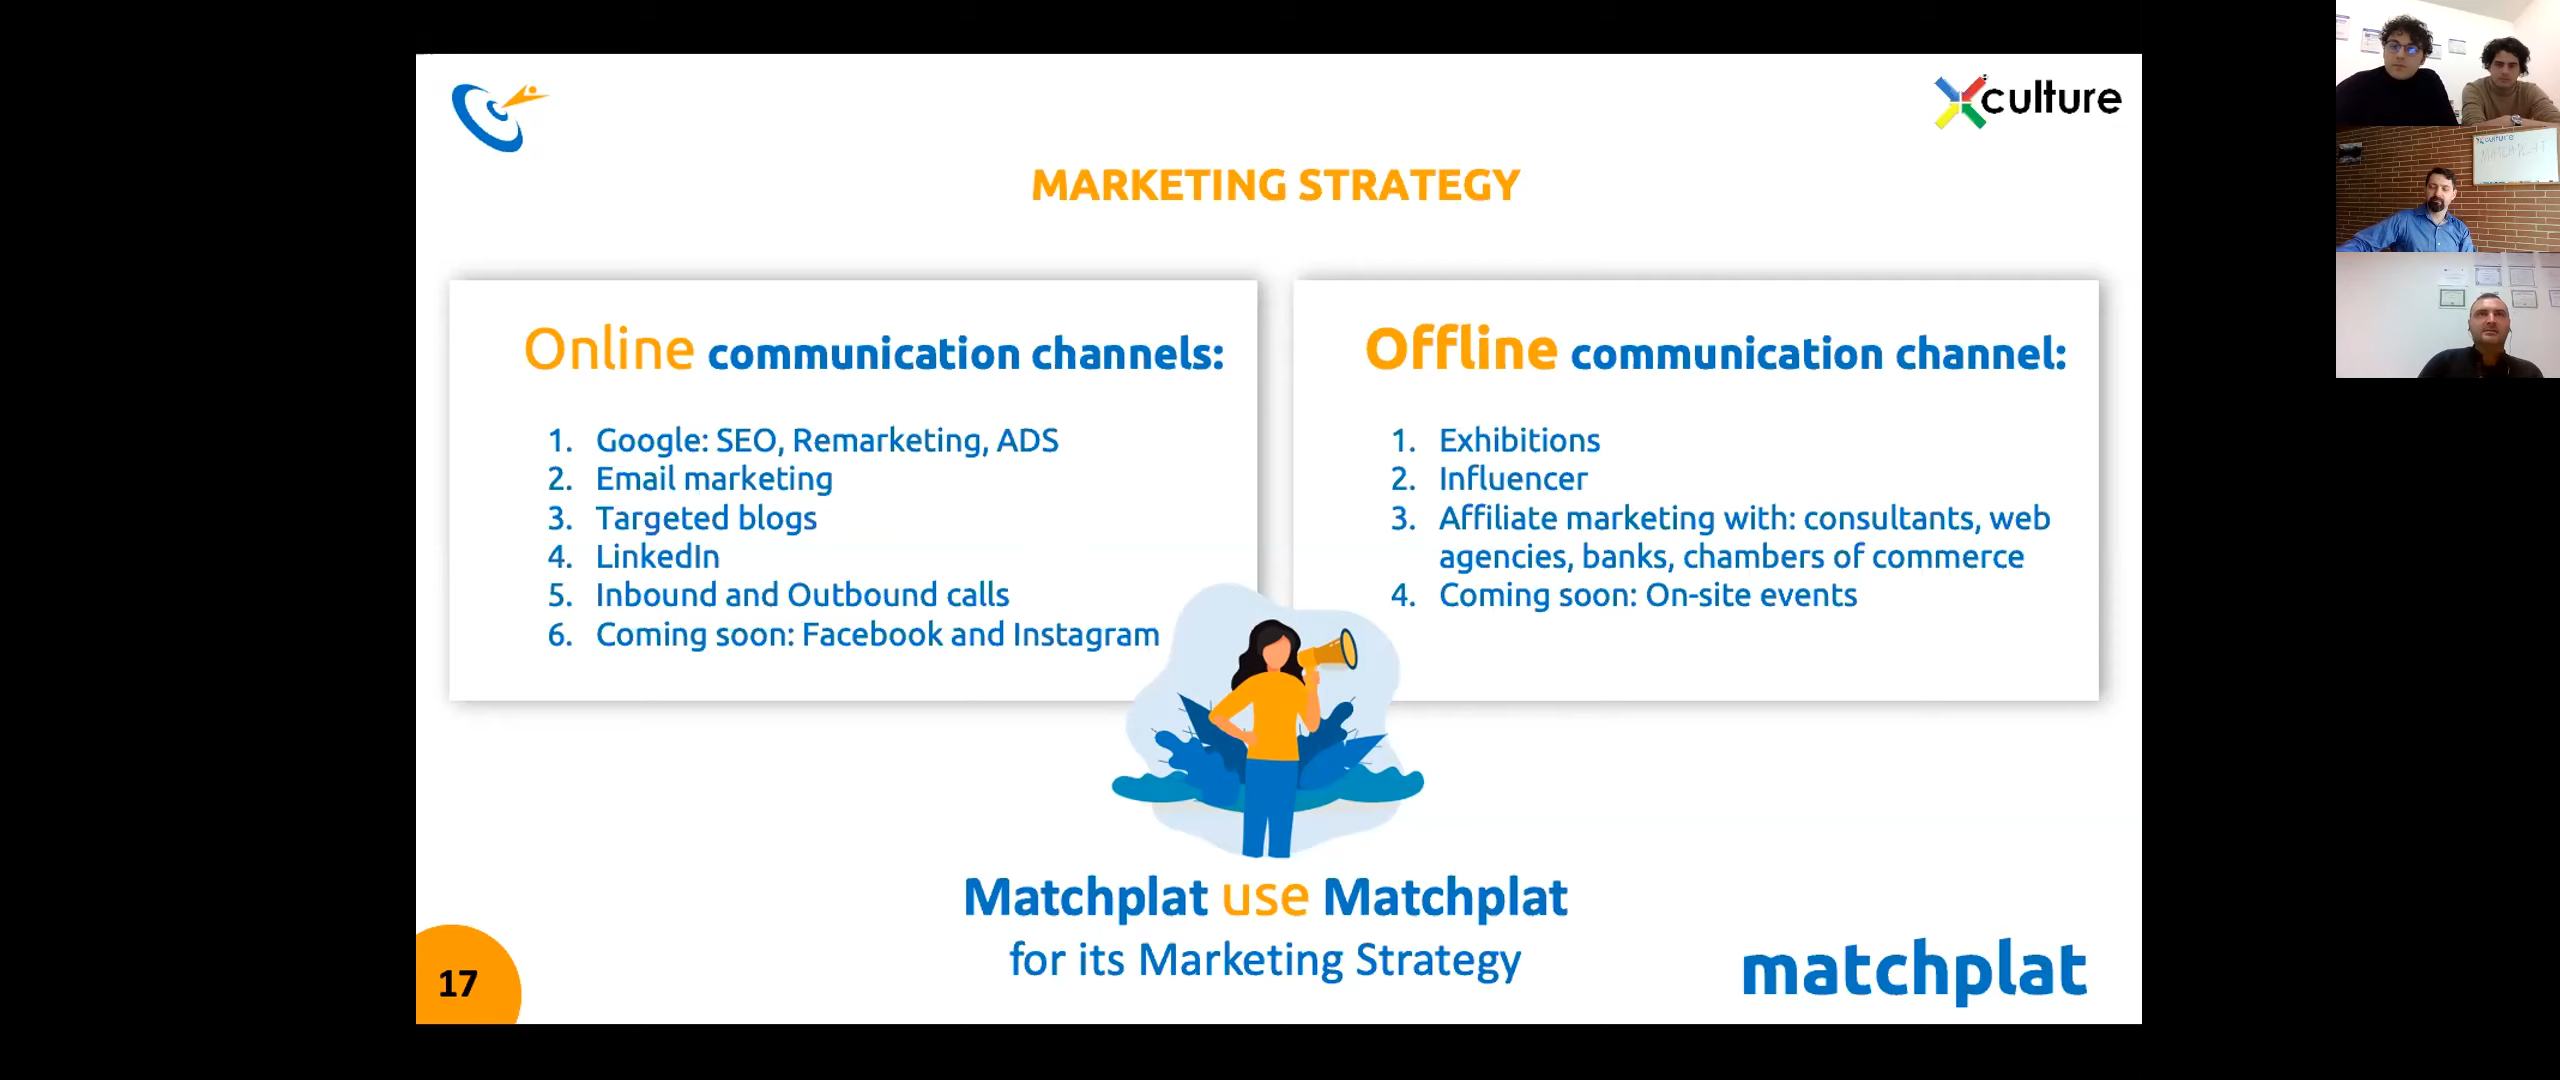 culture
MARKETING STRATEGY
Online communication channels:
1. Google: SEO, Remarketing, ADS
2. Email marketing
3. Targeted blogs
4. LinkedIn
5. Inbound and Outbound calls
6. Coming soon: Facebook and Instagram
Offline communication channel:
1. Exhibitions
2. Influencer
3. Affiliate marketing with: consultants, web
agencies, banks, chambers of commerce
4. Coming soon: On-site events
Matchplat use Matchplat
for its Marketing Strategy
17
matchplat
culture
MATCHPLAT